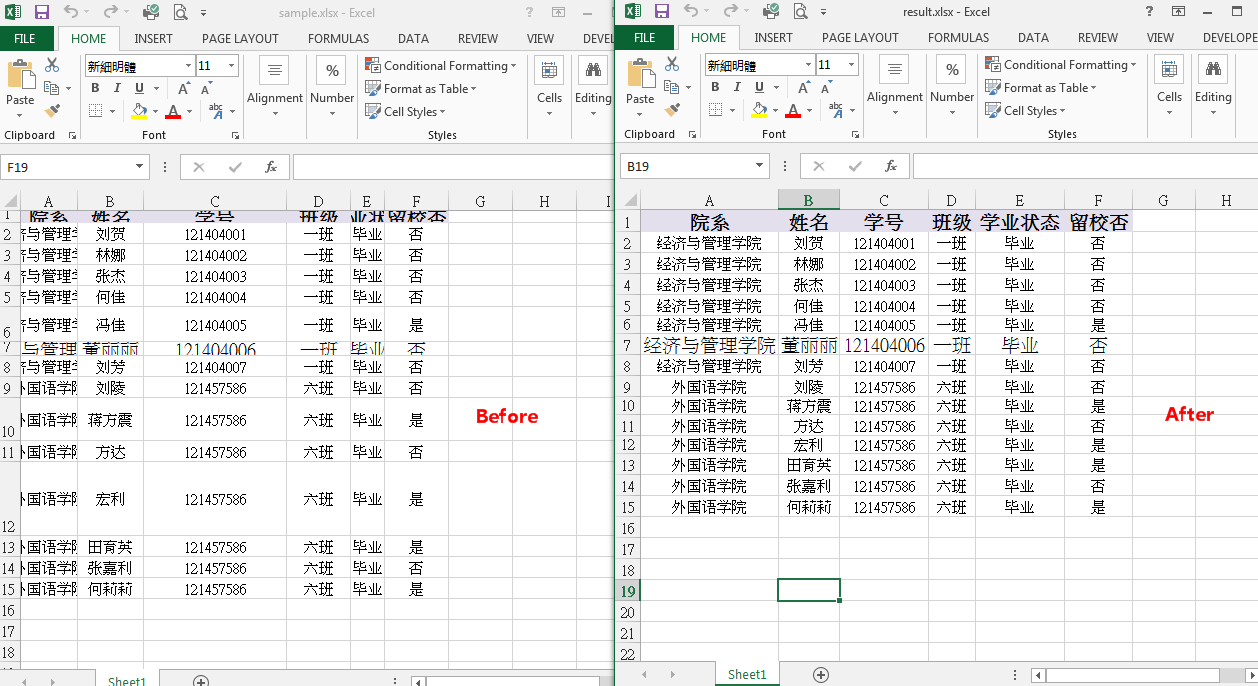 sample.xlsx - Excel
FILE HOME INSERT PAGE LAYOUT FORMULAS DATA REVIEW VIEW DEVEL
新細明體 11
Conditional Formatting
Format as Table
Cell Styles
Paste
B I U
Alignment Number
Cells Editing
Clipboard Font Styles
F19
A B C D E F G H I
1 院系 姓名 学号 班级 业状 留校否
2 与管理学 刘贺 121404001 一班 毕业 否
3 与管理学 林娜 121404002 一班 毕业 否
4 与管理学 张杰 121404003 一班 毕业 否
5 与管理学 何佳 121404004 一班 毕业 否
6 与管理学 冯佳 121404005 一班 毕业 是
7 与管理 董丽丽 121404006 一班 毕业 否
8 与管理学 刘芳 121404007 一班 毕业 否
9 国语学 刘陵 121457586 六班 毕业 否
10 国语学 蒋方震 121457586 六班 毕业 是
11 国语学 方达 121457586 六班 毕业 否
12 国语学 宏利 121457586 六班 毕业 是
13 国语学 田育英 121457586 六班 毕业 是
14 国语学 张嘉利 121457586 六班 毕业 否
15 国语学 何莉莉 121457586 六班 毕业 是
16
17
18
Before
Sheet1
result.xlsx - Excel
FILE HOME INSERT PAGE LAYOUT FORMULAS DATA REVIEW VIEW DEVELOPE
新細明體 11
Conditional Formatting
Format as Table
Cell Styles
Paste
B I U
Alignment Number
Cells Editing
Clipboard Font Styles
B19
A B C D E F G H
1 院系 姓名 学号 班级 学业状态 留校否
2 经济与管理学院 刘贺 121404001 一班 毕业 否
3 经济与管理学院 林娜 121404002 一班 毕业 否
4 经济与管理学院 张杰 121404003 一班 毕业 否
5 经济与管理学院 何佳 121404004 一班 毕业 否
6 经济与管理学院 冯佳 121404005 一班 毕业 是
7 经济与管理学院 董丽丽 121404006 一班 毕业 否
8 经济与管理学院 刘芳 121404007 一班 毕业 否
9 外国语学院 刘陵 121457586 六班 毕业 否
10 外国语学院 蒋方震 121457586 六班 毕业 是
11 外国语学院 方达 121457586 六班 毕业 否
12 外国语学院 宏利 121457586 六班 毕业 是
13 外国语学院 田育英 121457586 六班 毕业 是
14 外国语学院 张嘉利 121457586 六班 毕业 否
15 外国语学院 何莉莉 121457586 六班 毕业 是
16
17
18
19
20
21
22
After
Sheet1